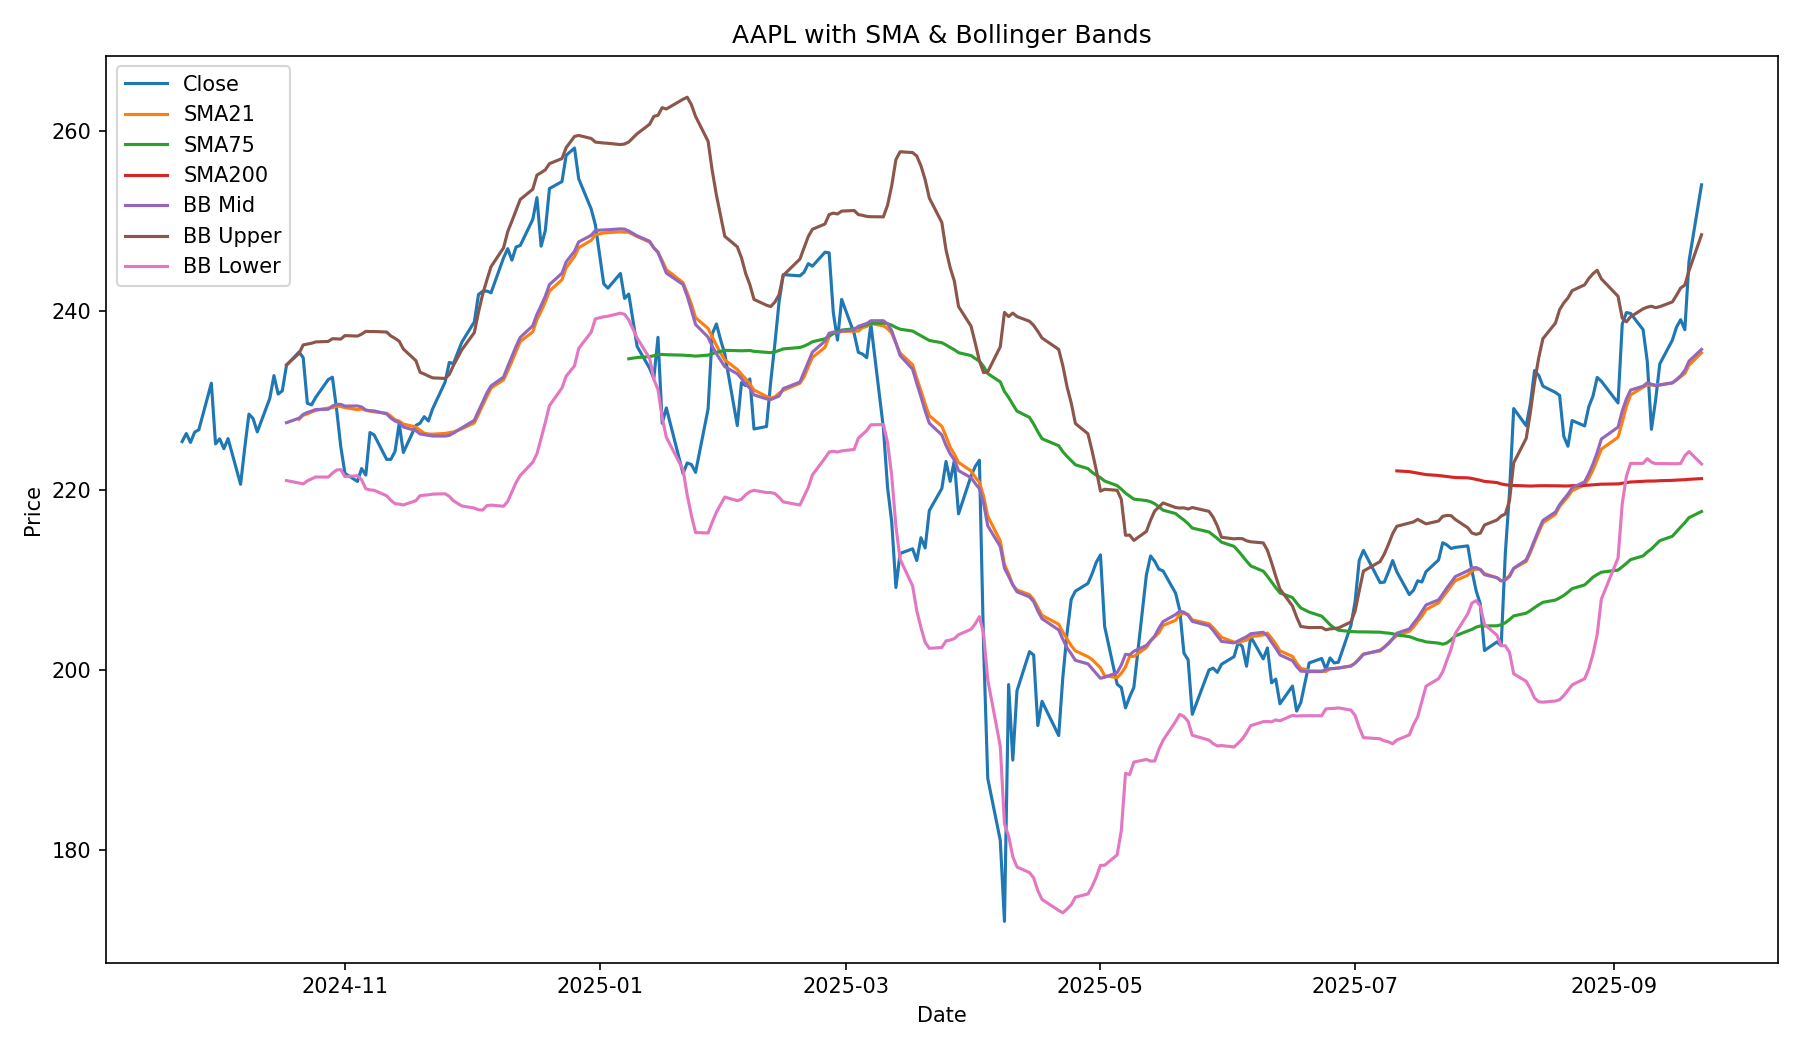 AAPL with SMA & Bollinger Bands
Close
SMA21
SMA75
SMA200
BB Mid
BB Upper
BB Lower
260
240
220
200
180
Price
2024-11
2025-01
2025-03
2025-05
2025-07
2025-09
Date